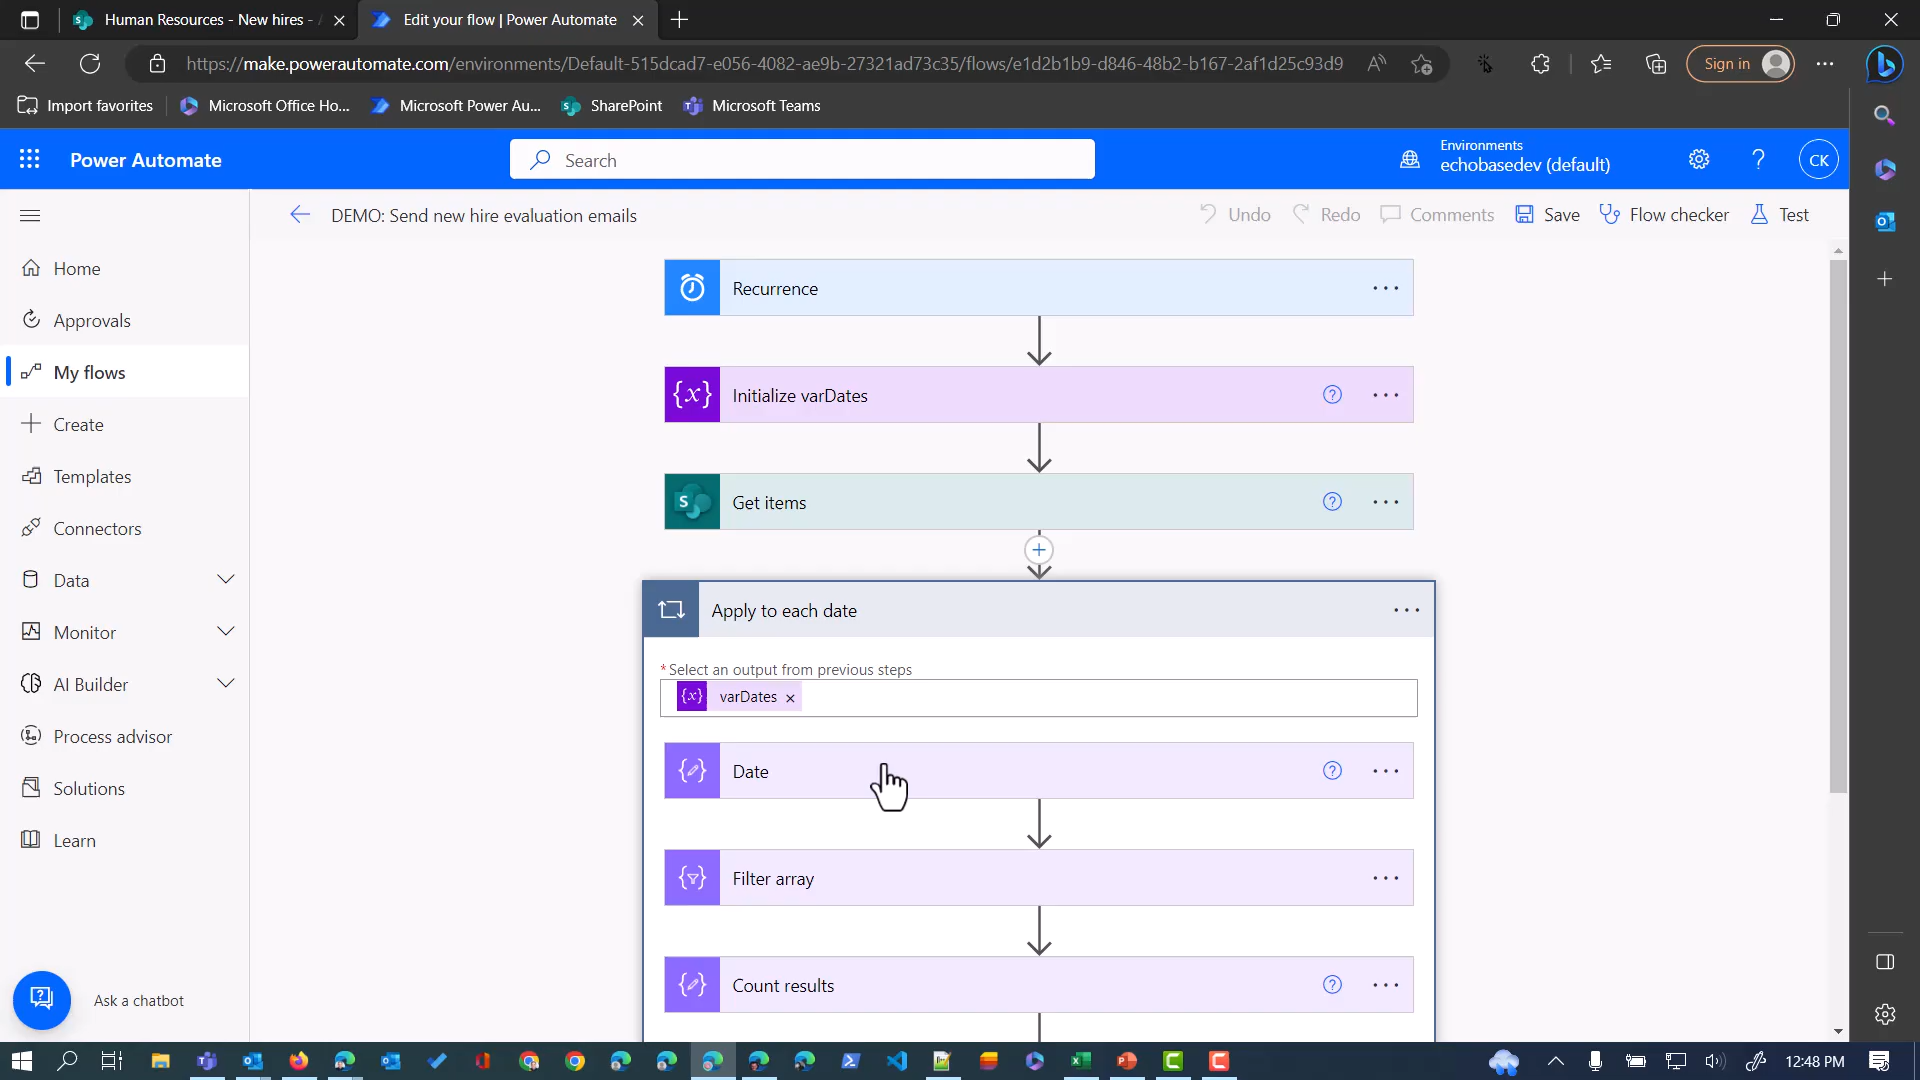 Human Resources - New hires -
Edit your flow | Power Automate
https://make.powerautomate.com/environments/Default-515dcad7-e056-4082-ae9b-27321ad73c35/flows/e1d2b1b9-d846-48b2-b167-2af1d25c93d9
Sign in
Import favorites
Microsoft Office Ho...
Microsoft Power Au...
SharePoint
Microsoft Teams
Power Automate
Search
Environments
echobasedev (default)
CK
DEMO: Send new hire evaluation emails
Undo
Redo
Comments
Save
Flow checker
Test
Home
Approvals
My flows
Create
Templates
Connectors
Data
Monitor
AI Builder
Process advisor
Solutions
Learn
Ask a chatbot
Recurrence
Initialize varDates
Get items
Apply to each date
*Select an output from previous steps
varDates
Date
Filter array
Count results
12:48 PM